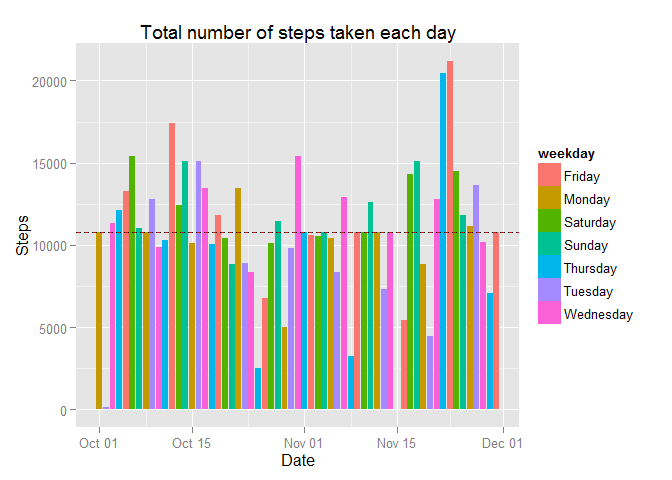 Total number of steps taken each day
Steps
20000
15000
10000
5000
0
Oct 01
Oct 15
Nov 01
Nov 15
Dec 01
Date
weekday
Friday
Monday
Saturday
Sunday
Thursday
Tuesday
Wednesday